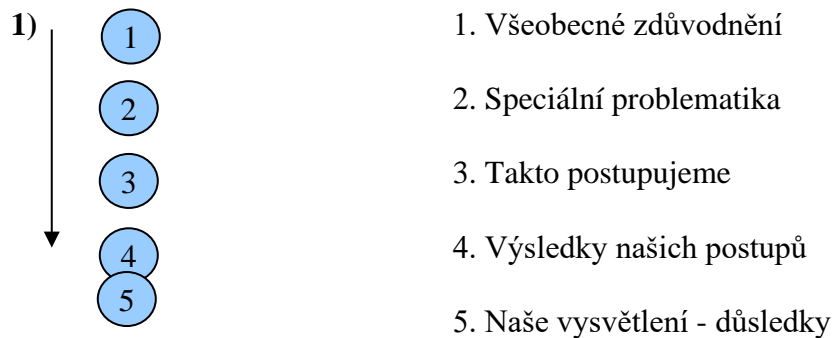 1)
1 1. Všeobecné zdůvodnění
2 2. Speciální problematika
3 3. Takto postupujeme
4 4. Výsledky našich postupů
5 5. Naše vysvětlení - důsledky